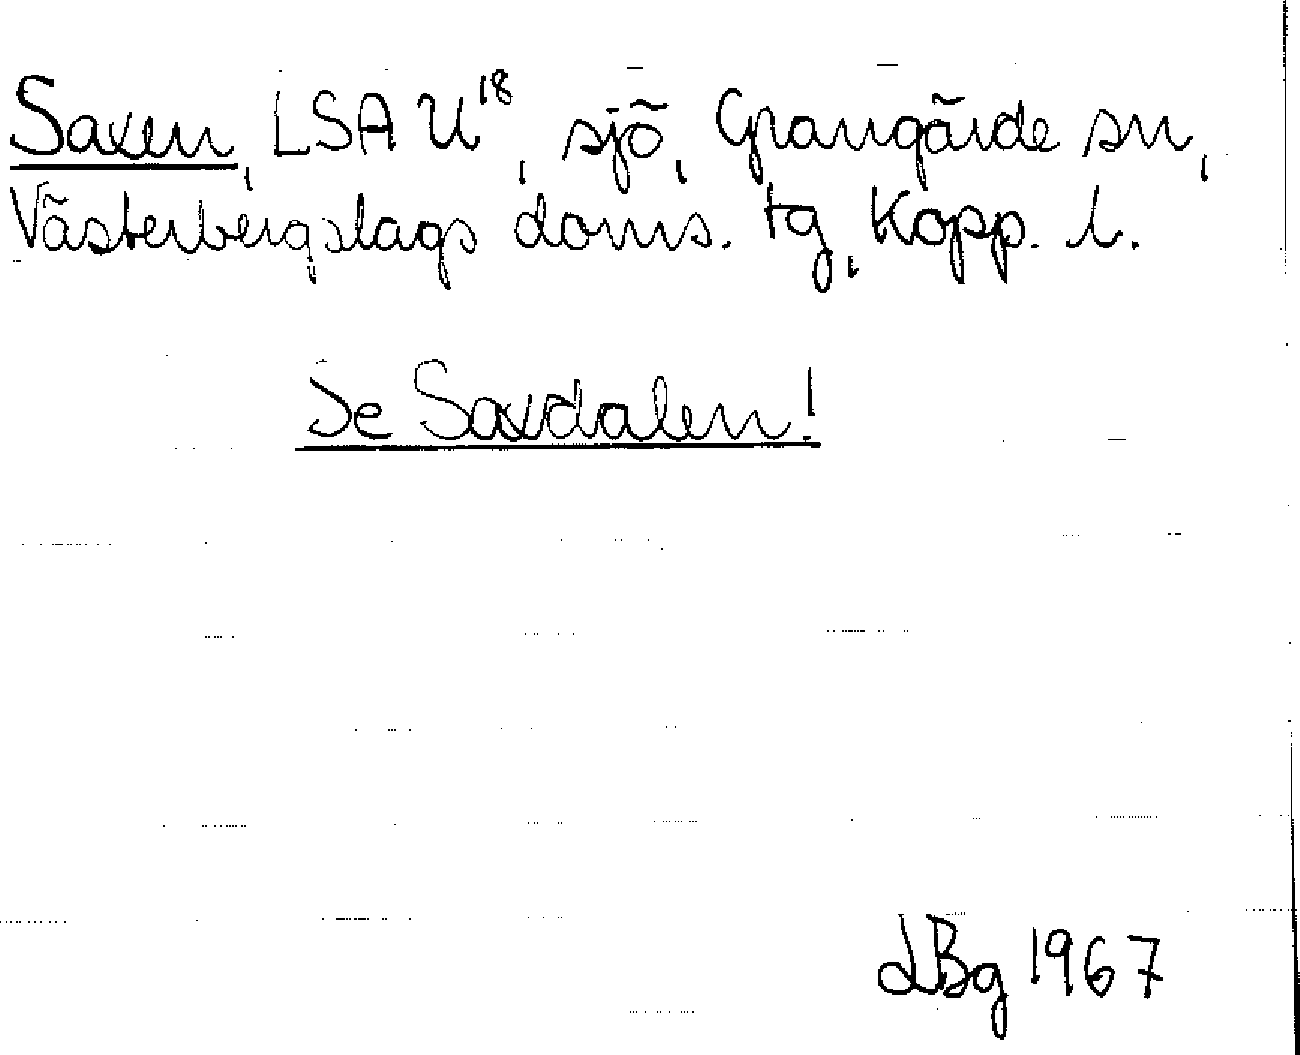 Saxen, LSA U18, sjö, Grangärde sn,
Västerbergslags doms. tg, Kopp. l.
Se Saxdalen!
LBg 1967